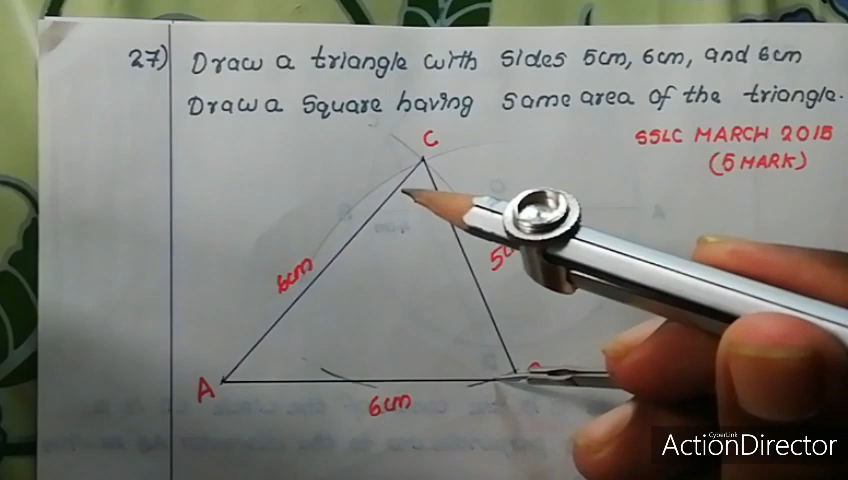 27) Draw a triangle with sides 5cm, 6cm, and 6cm
Draw a Square having same area of the triangle.
SSLC MARCH 2018
(5 MARK)
C
6cm
A
6cm
CyberLink
ActionDirector